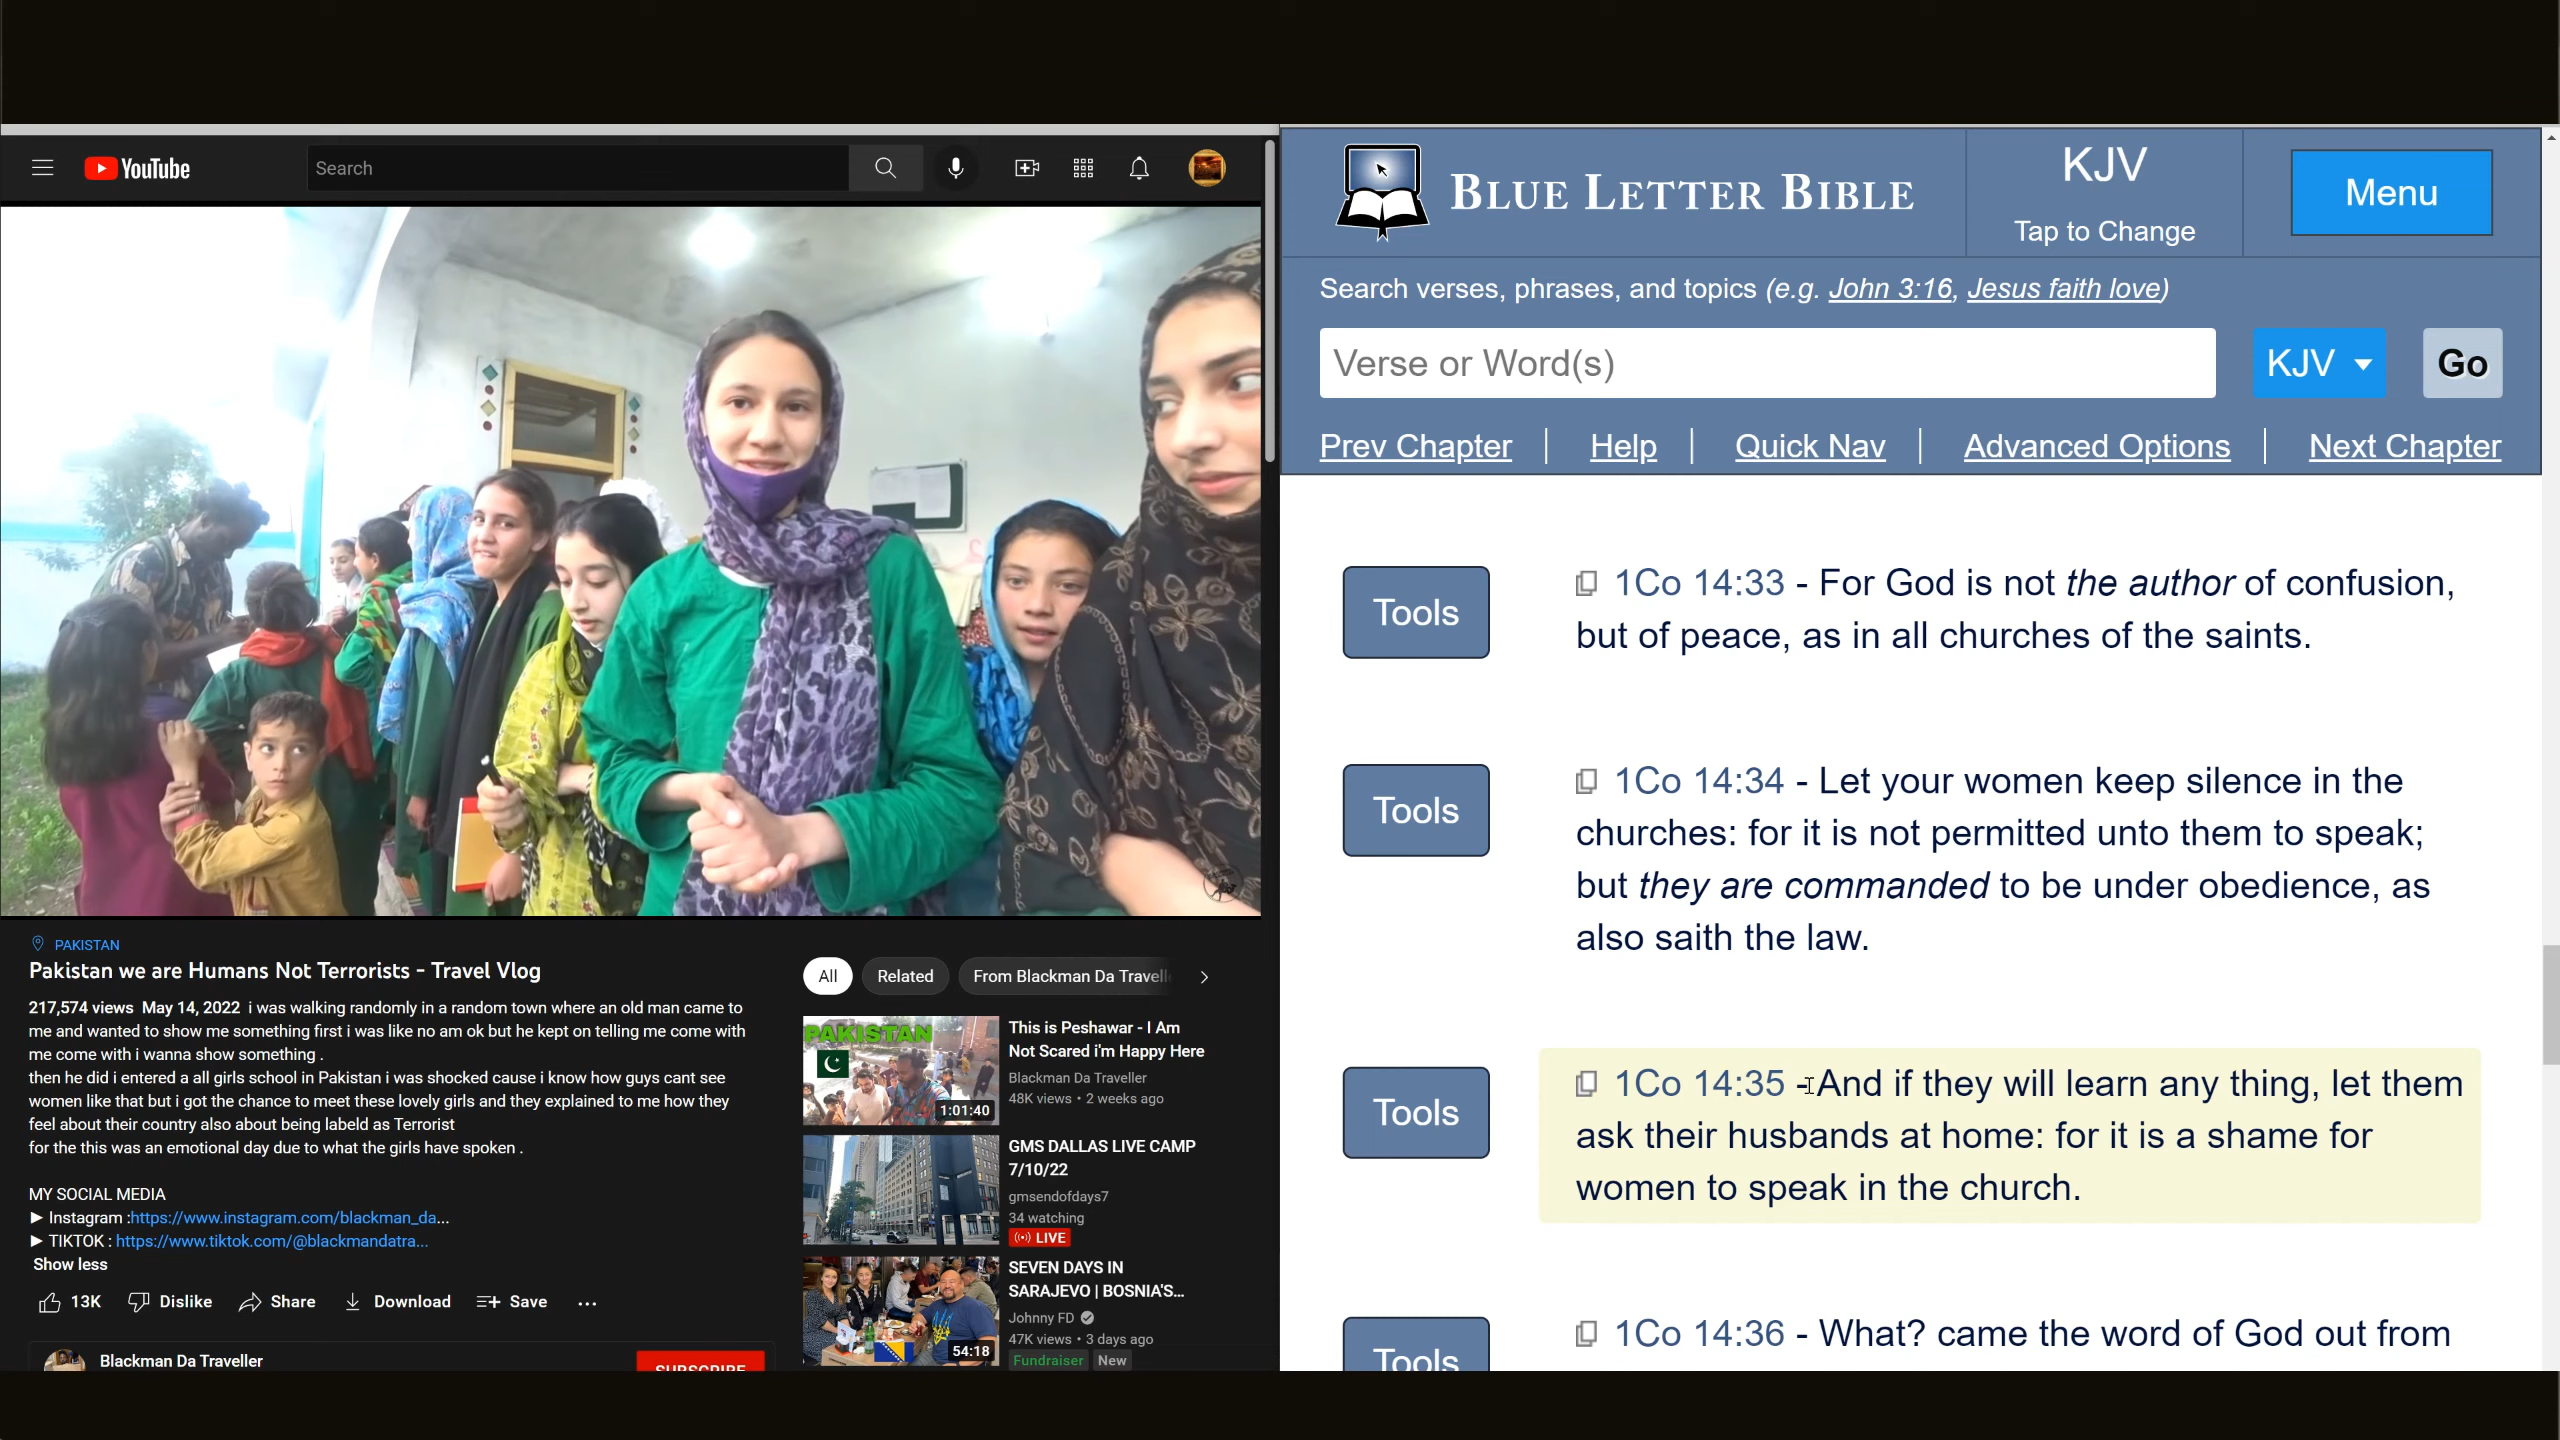 YouTube
Search
PAKISTAN
Pakistan we are Humans Not Terrorists - Travel Vlog
217,574 views May 14, 2022 i was walking randomly in a random town where an old man came to
me and wanted to show me something first i was like no am ok but he kept on telling me come with
me come with i wanna show something .
then he did i entered a all girls school in Pakistan i was shocked cause i know how guys cant see
women like that but i got the chance to meet these lovely girls and they explained to me how they
feel about their country also about being labeld as Terrorist
for the this was an emotional day due to what the girls have spoken .
MY SOCIAL MEDIA
► Instagram :https://www.instagram.com/blackman_da...
► TIKTOK : https://www.tiktok.com/@blackmandatra...
Show less
13K Dislike Share Download Save ...
Blackman Da Traveller
SUBSCRIBE
All Related From Blackman Da Travell
PAKISTAN
1:01:40
This is Peshawar - I Am
Not Scared i'm Happy Here
Blackman Da Traveller
48K views • 2 weeks ago
GMS DALLAS LIVE CAMP
7/10/22
gmsendofdays7
34 watching
LIVE
54:18
SEVEN DAYS IN
SARAJEVO | BOSNIA'S...
Johnny FD
47K views • 3 days ago
Fundraiser New
BLUE LETTER BIBLE
KJV
Tap to Change
Menu
Search verses, phrases, and topics (e.g. John 3:16, Jesus faith love)
Verse or Word(s)
KJV
Go
Prev Chapter | Help | Quick Nav | Advanced Options | Next Chapter
Tools
1Co 14:33 - For God is not the author of confusion,
but of peace, as in all churches of the saints.
Tools
1Co 14:34 - Let your women keep silence in the
churches: for it is not permitted unto them to speak;
but they are commanded to be under obedience, as
also saith the law.
Tools
1Co 14:35 - And if they will learn any thing, let them
ask their husbands at home: for it is a shame for
women to speak in the church.
Tools
1Co 14:36 - What? came the word of God out from